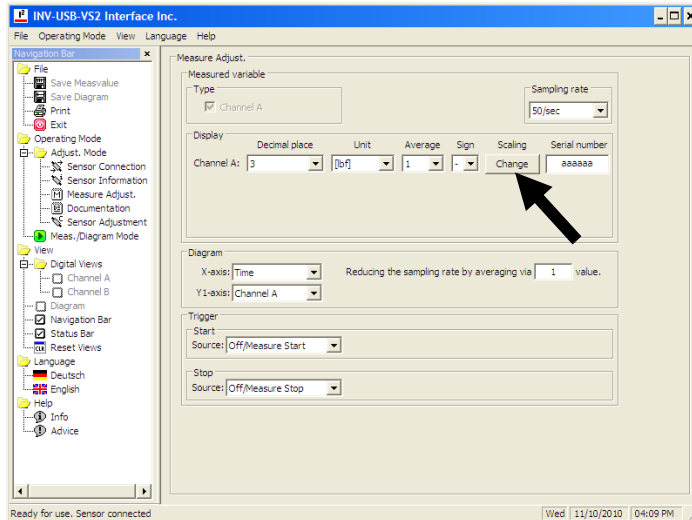 INV-USB-VS2 Interface Inc.
File Operating Mode View Language Help
Navigation Bar
File
Save Measvalue
Save Diagram
Print
Exit
Operating Mode
Adjust. Mode
Sensor Connection
Sensor Information
Measure Adjust.
Documentation
Sensor Adjustment
Meas./Diagram Mode
View
Digital Views
Channel A
Channel B
Diagram
Navigation Bar
Status Bar
CLR Reset Views
Language
Deutsch
English
Help
Info
Advice
Measure Adjust.
Measured variable
Type
Channel A
Sampling rate
50/sec
Display
Decimal place Unit Average Sign Scaling Serial number
Channel A: 3 [lbf] 1 - Change aaaaaa
Diagram
X-axis: Time Reducing the sampling rate by averaging via 1 value.
Y1-axis: Channel A
Trigger
Start
Source: Off/Measure Start
Stop
Source: Off/Measure Stop
Ready for use. Sensor connected Wed 11/10/2010 04:09 PM